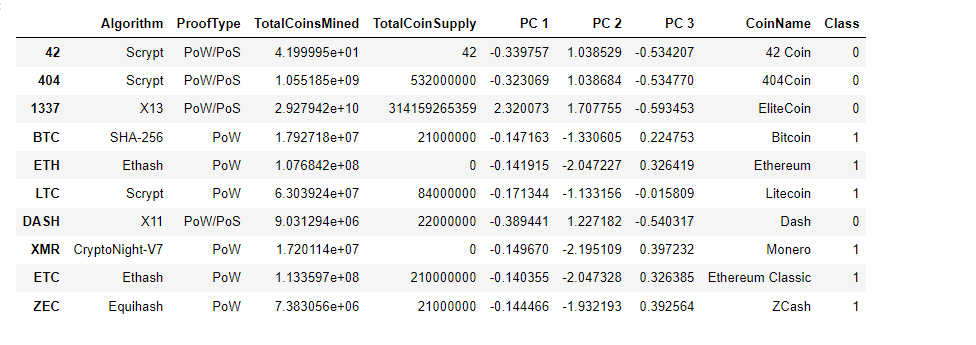 Algorithm ProofType TotalCoinsMined TotalCoinSupply PC 1 PC 2 PC 3 CoinName Class
42 Scrypt PoW/PoS 4.199995e+01 42 -0.339757 1.038529 -0.534207 42 Coin 0
404 Scrypt PoW/PoS 1.055185e+09 532000000 -0.323069 1.038684 -0.534770 404Coin 0
1337 X13 PoW/PoS 2.927942e+10 314159265359 2.320073 1.707755 -0.593453 EliteCoin 0
BTC SHA-256 PoW 1.792718e+07 21000000 -0.147163 -1.330605 0.224753 Bitcoin 1
ETH Ethash PoW 1.076842e+08 0 -0.141915 -2.047227 0.326419 Ethereum 1
LTC Scrypt PoW 6.303924e+07 84000000 -0.171344 -1.133156 -0.015809 Litecoin 1
DASH X11 PoW/PoS 9.031294e+06 22000000 -0.389441 1.227182 -0.540317 Dash 0
XMR CryptoNight-V7 PoW 1.720114e+07 0 -0.149670 -2.195109 0.397232 Monero 1
ETC Ethash PoW 1.133597e+08 210000000 -0.140355 -2.047328 0.326385 Ethereum Classic 1
ZEC Equihash PoW 7.383056e+06 21000000 -0.144466 -1.932193 0.392564 ZCash 1